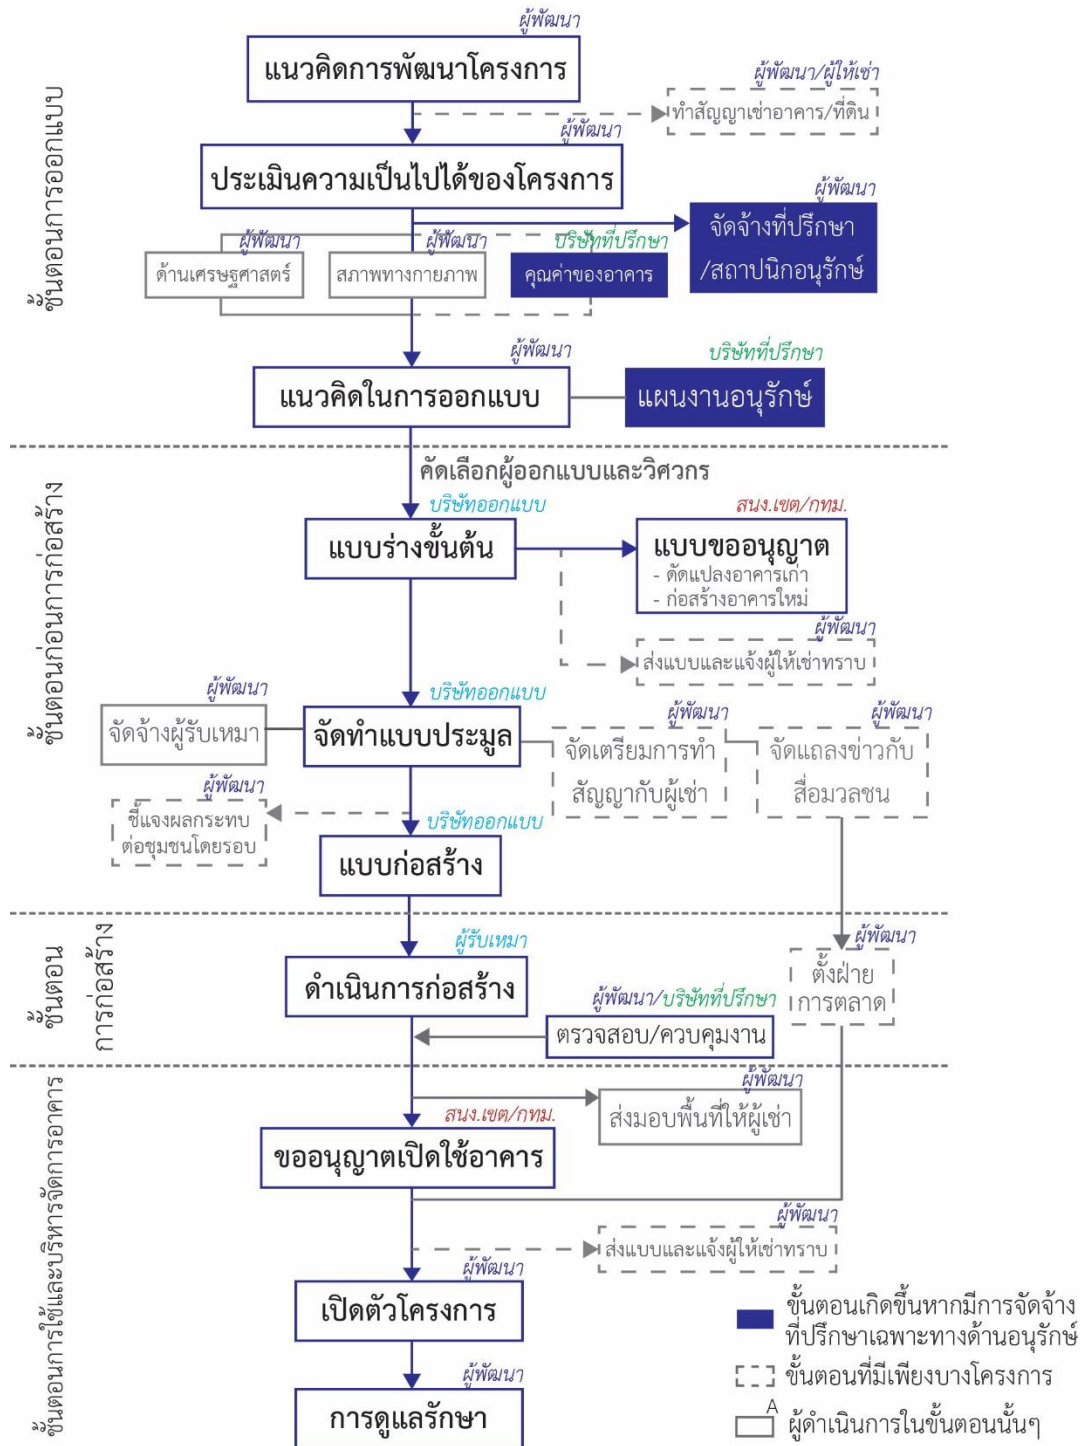 ผู้พัฒนา
แนวคิดการพัฒนาโครงการ
ผู้พัฒนา/ผู้ให้เช่า
ทำสัญญาเช่าอาคาร/ที่ดิน
ผู้พัฒนา
ประเมินความเป็นไปได้ของโครงการ
ผู้พัฒนา
จัดจ้างที่ปรึกษา
/สถาปนิกอนุรักษ์
ผู้พัฒนา
ด้านเศรษฐศาสตร์
ผู้พัฒนา
สภาพทางกายภาพ
บริษัทที่ปรึกษา
คุณค่าของอาคาร
ผู้พัฒนา
แนวคิดในการออกแบบ
บริษัทที่ปรึกษา
แผนงานอนุรักษ์
ขั้นตอนการออกแบบ
คัดเลือกผู้ออกแบบและวิศวกร
บริษัทออกแบบ
แบบร่างขั้นต้น
สนง.เขต/กทม.
แบบขออนุญาต
- ดัดแปลงอาคารเก่า
- ก่อสร้างอาคารใหม่
ผู้พัฒนา
ส่งแบบและแจ้งผู้ให้เช่าทราบ
ผู้พัฒนา
จัดจ้างผู้รับเหมา
บริษัทออกแบบ
จัดทำแบบประมูล
ผู้พัฒนา
จัดเตรียมการทำ
สัญญากับผู้เช่า
ผู้พัฒนา
จัดแถลงข่าวกับ
สื่อมวลชน
ผู้พัฒนา
ชี้แจงผลกระทบ
ต่อชุมชนโดยรอบ
บริษัทออกแบบ
แบบก่อสร้าง
ขั้นตอนก่อนการก่อสร้าง
ผู้รับเหมา
ดำเนินการก่อสร้าง
ผู้พัฒนา
ตั้งฝ่าย
การตลาด
ผู้พัฒนา/บริษัทที่ปรึกษา
ตรวจสอบ/ควบคุมงาน
ขั้นตอน
การก่อสร้าง
ผู้พัฒนา
ส่งมอบพื้นที่ให้ผู้เช่า
สนง.เขต/กทม.
ขออนุญาตเปิดใช้อาคาร
ผู้พัฒนา
ส่งแบบและแจ้งผู้ให้เช่าทราบ
ผู้พัฒนา
เปิดตัวโครงการ
ผู้พัฒนา
การดูแลรักษา
ขั้นตอนการใช้และบริหารจัดการอาคาร
ขั้นตอนเกิดขึ้นหากมีการจัดจ้าง
ที่ปรึกษาเฉพาะทางด้านอนุรักษ์
ขั้นตอนที่มีเพียงบางโครงการ
A
ผู้ดำเนินการในขั้นตอนนั้นๆ